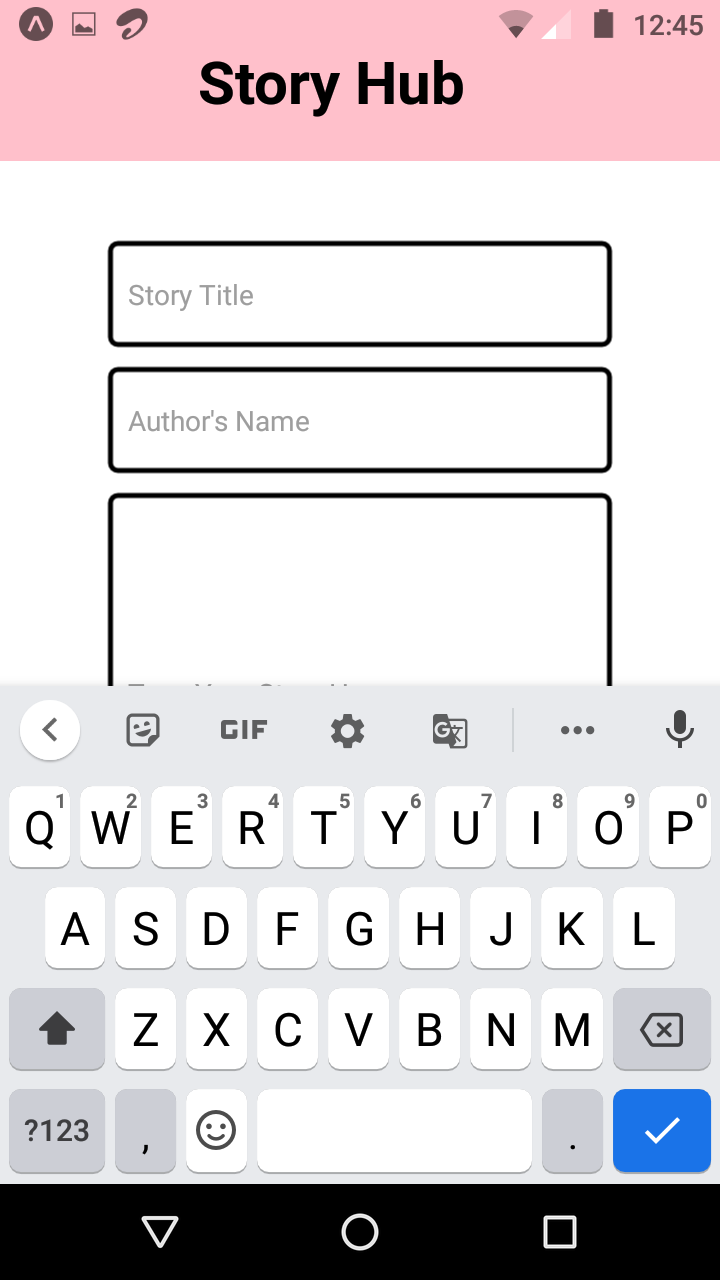 12:45
Story Hub
Story Title
Author's Name
GIF
G
1 2 3 4 5 6 7 8 9 0
Q W E R T Y U I O P
A S D F G H J K L
Z X C V B N M
?123 , .